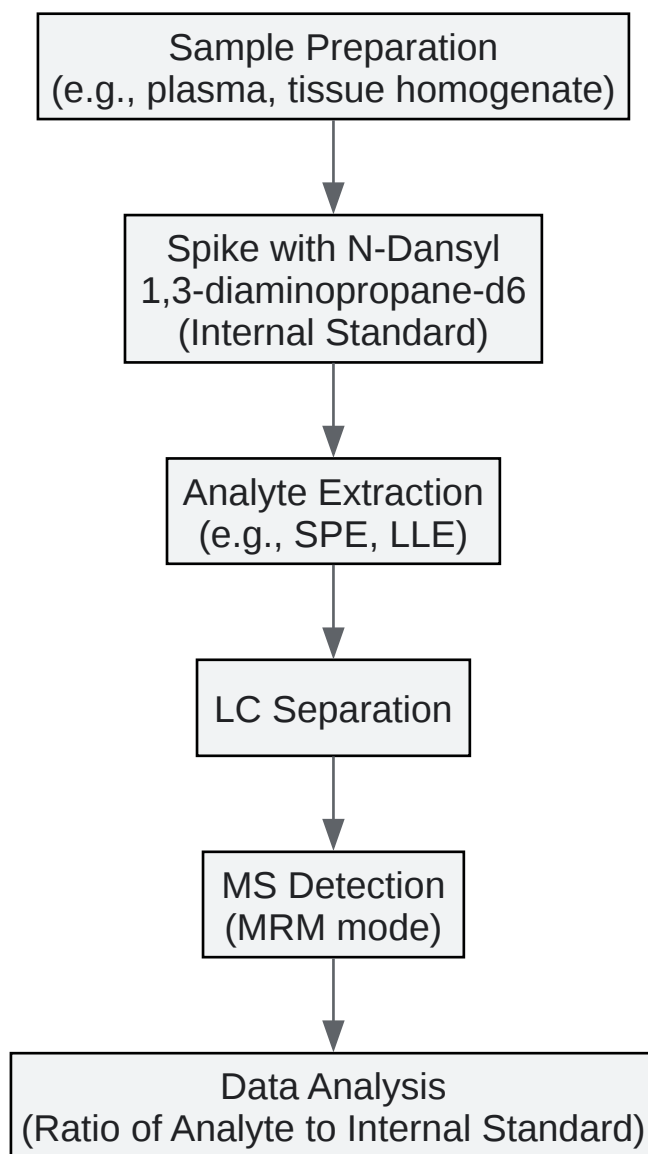 Sample Preparation
(e.g., plasma, tissue homogenate)
Spike with N-Dansyl
1,3-diaminopropane-d6
(Internal Standard)
Analyte Extraction
(e.g., SPE, LLE)
LC Separation
MS Detection
(MRM mode)
Data Analysis
(Ratio of Analyte to Internal Standard)